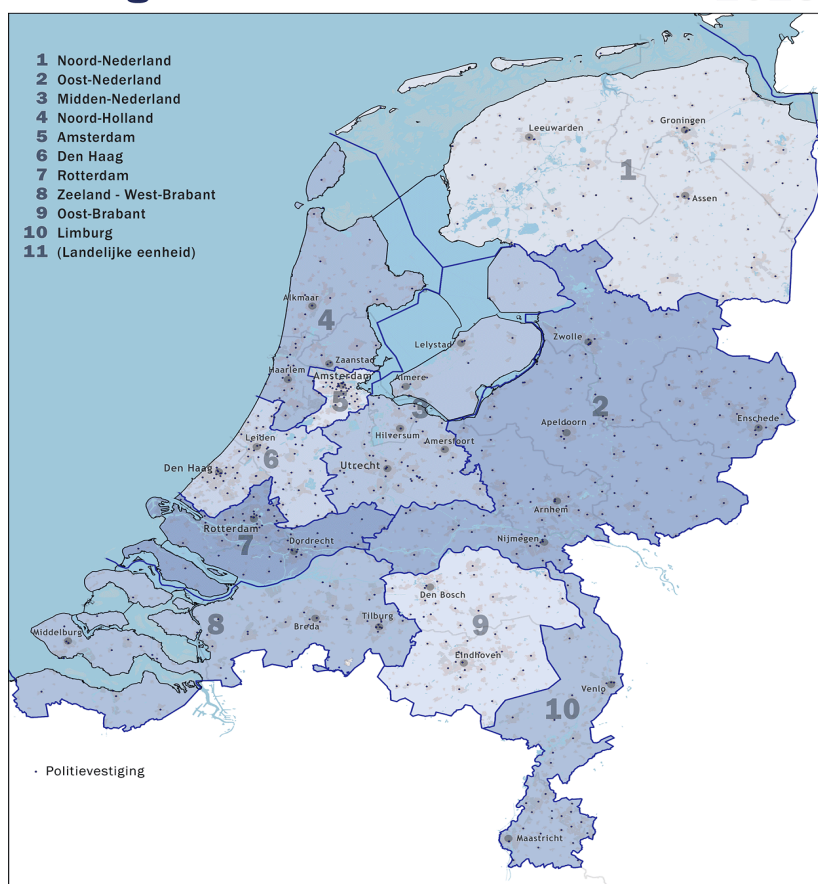 1 Noord-Nederland
2 Oost-Nederland
3 Midden-Nederland
4 Noord-Holland
5 Amsterdam
6 Den Haag
7 Rotterdam
8 Zeeland - West-Brabant
9 Oost-Brabant
10 Limburg
11 (Landelijke eenheid)
Leeuwarden
Groningen
1
Assen
Alkmaar
4
Zaanstad
Haarlem
Amsterdam
5
Lelystad
Almere
3
Zwolle
2
Apeldoorn
Enschede
Hilversum
Amersfoort
Leiden
6
Den Haag
Utrecht
Arnhem
Rotterdam
7
Dordrecht
Nijmegen
Den Bosch
8
Middelburg
Breda
Tilburg
9
Eindhoven
Venlo
10
Politievestiging
Maastricht